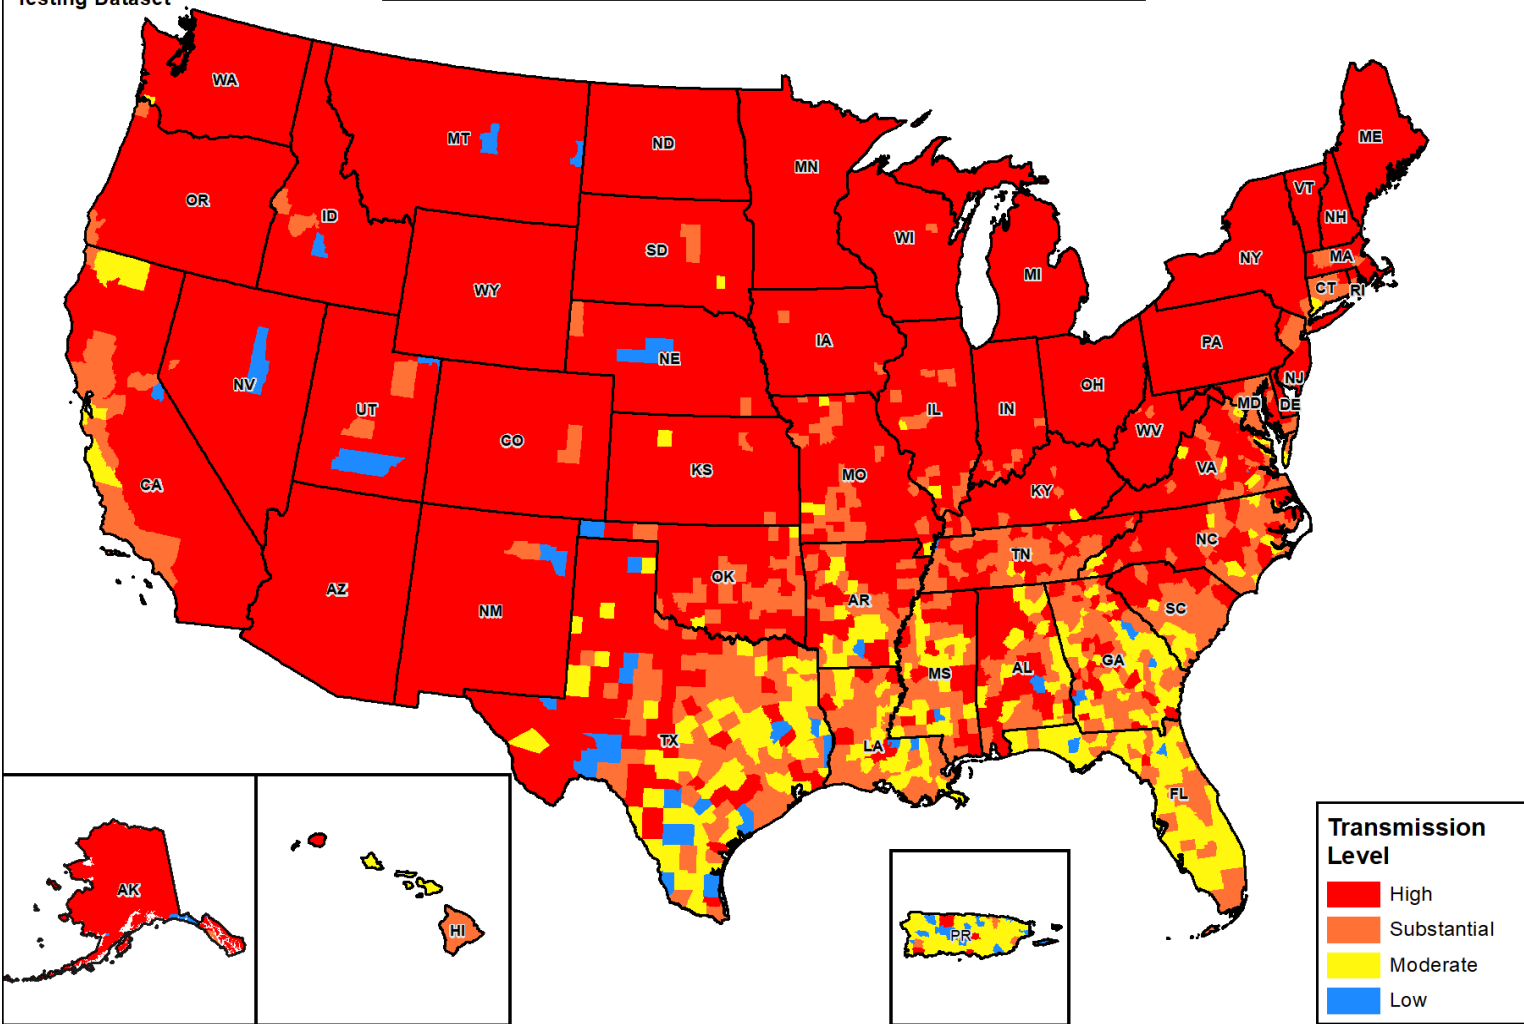 Testing Dataset
WA
MT
ND
MN
ME
OR
ID
SD
WI
MI
VT
NH
NY
MA
CT
RI
WY
NE
IA
PA
NV
UT
CO
KS
MO
IL
IN
OH
NJ
MD
DE
WV
VA
KY
CA
AZ
NM
OK
AR
TN
NC
SC
MS
AL
GA
TX
LA
FL
AK
HI
PR
Transmission
Level
High
Substantial
Moderate
Low